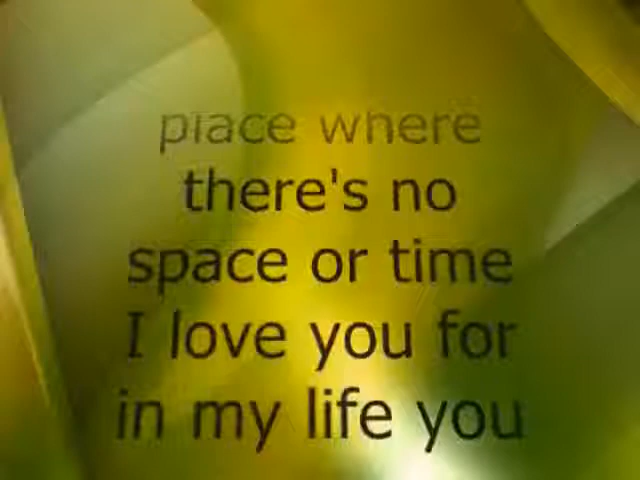 place where
there's no
space or time
I love you for
in my life you